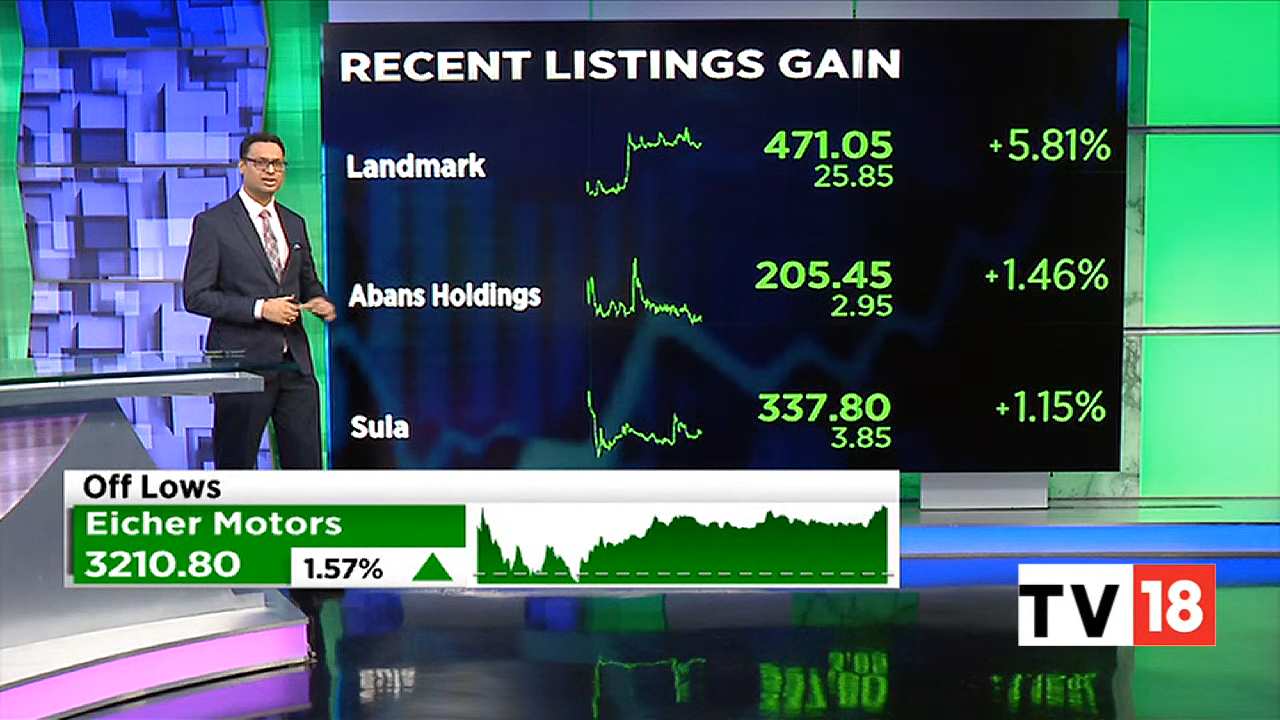 RECENT LISTINGS GAIN
Landmark
471.05
25.85
+5.81%
Abans Holdings
205.45
2.95
+1.46%
Sula
337.80
3.85
+1.15%
Off Lows
Eicher Motors
3210.80
1.57%
TV18